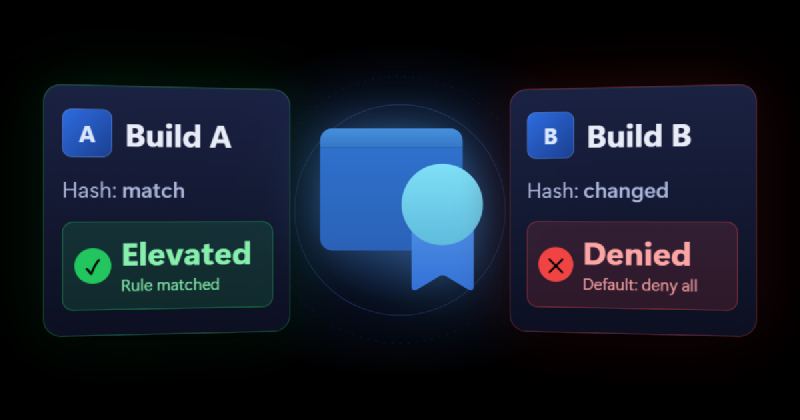 A
Build A
Hash: match
Elevated
Rule matched
B
Build B
Hash: changed
Denied
Default: deny all